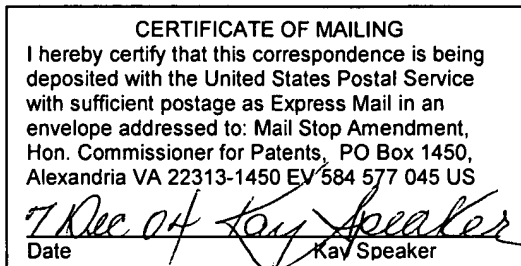 CERTIFICATE OF MAILING
I hereby certify that this correspondence is being
deposited with the United States Postal Service
with sufficient postage as Express Mail in an
envelope addressed to: Mail Stop Amendment,
Hon. Commissioner for Patents, PO Box 1450,
Alexandria VA 22313-1450 EV 584 577 045 US
7 Dec 04 Kay Speaker
Date Kay Speaker